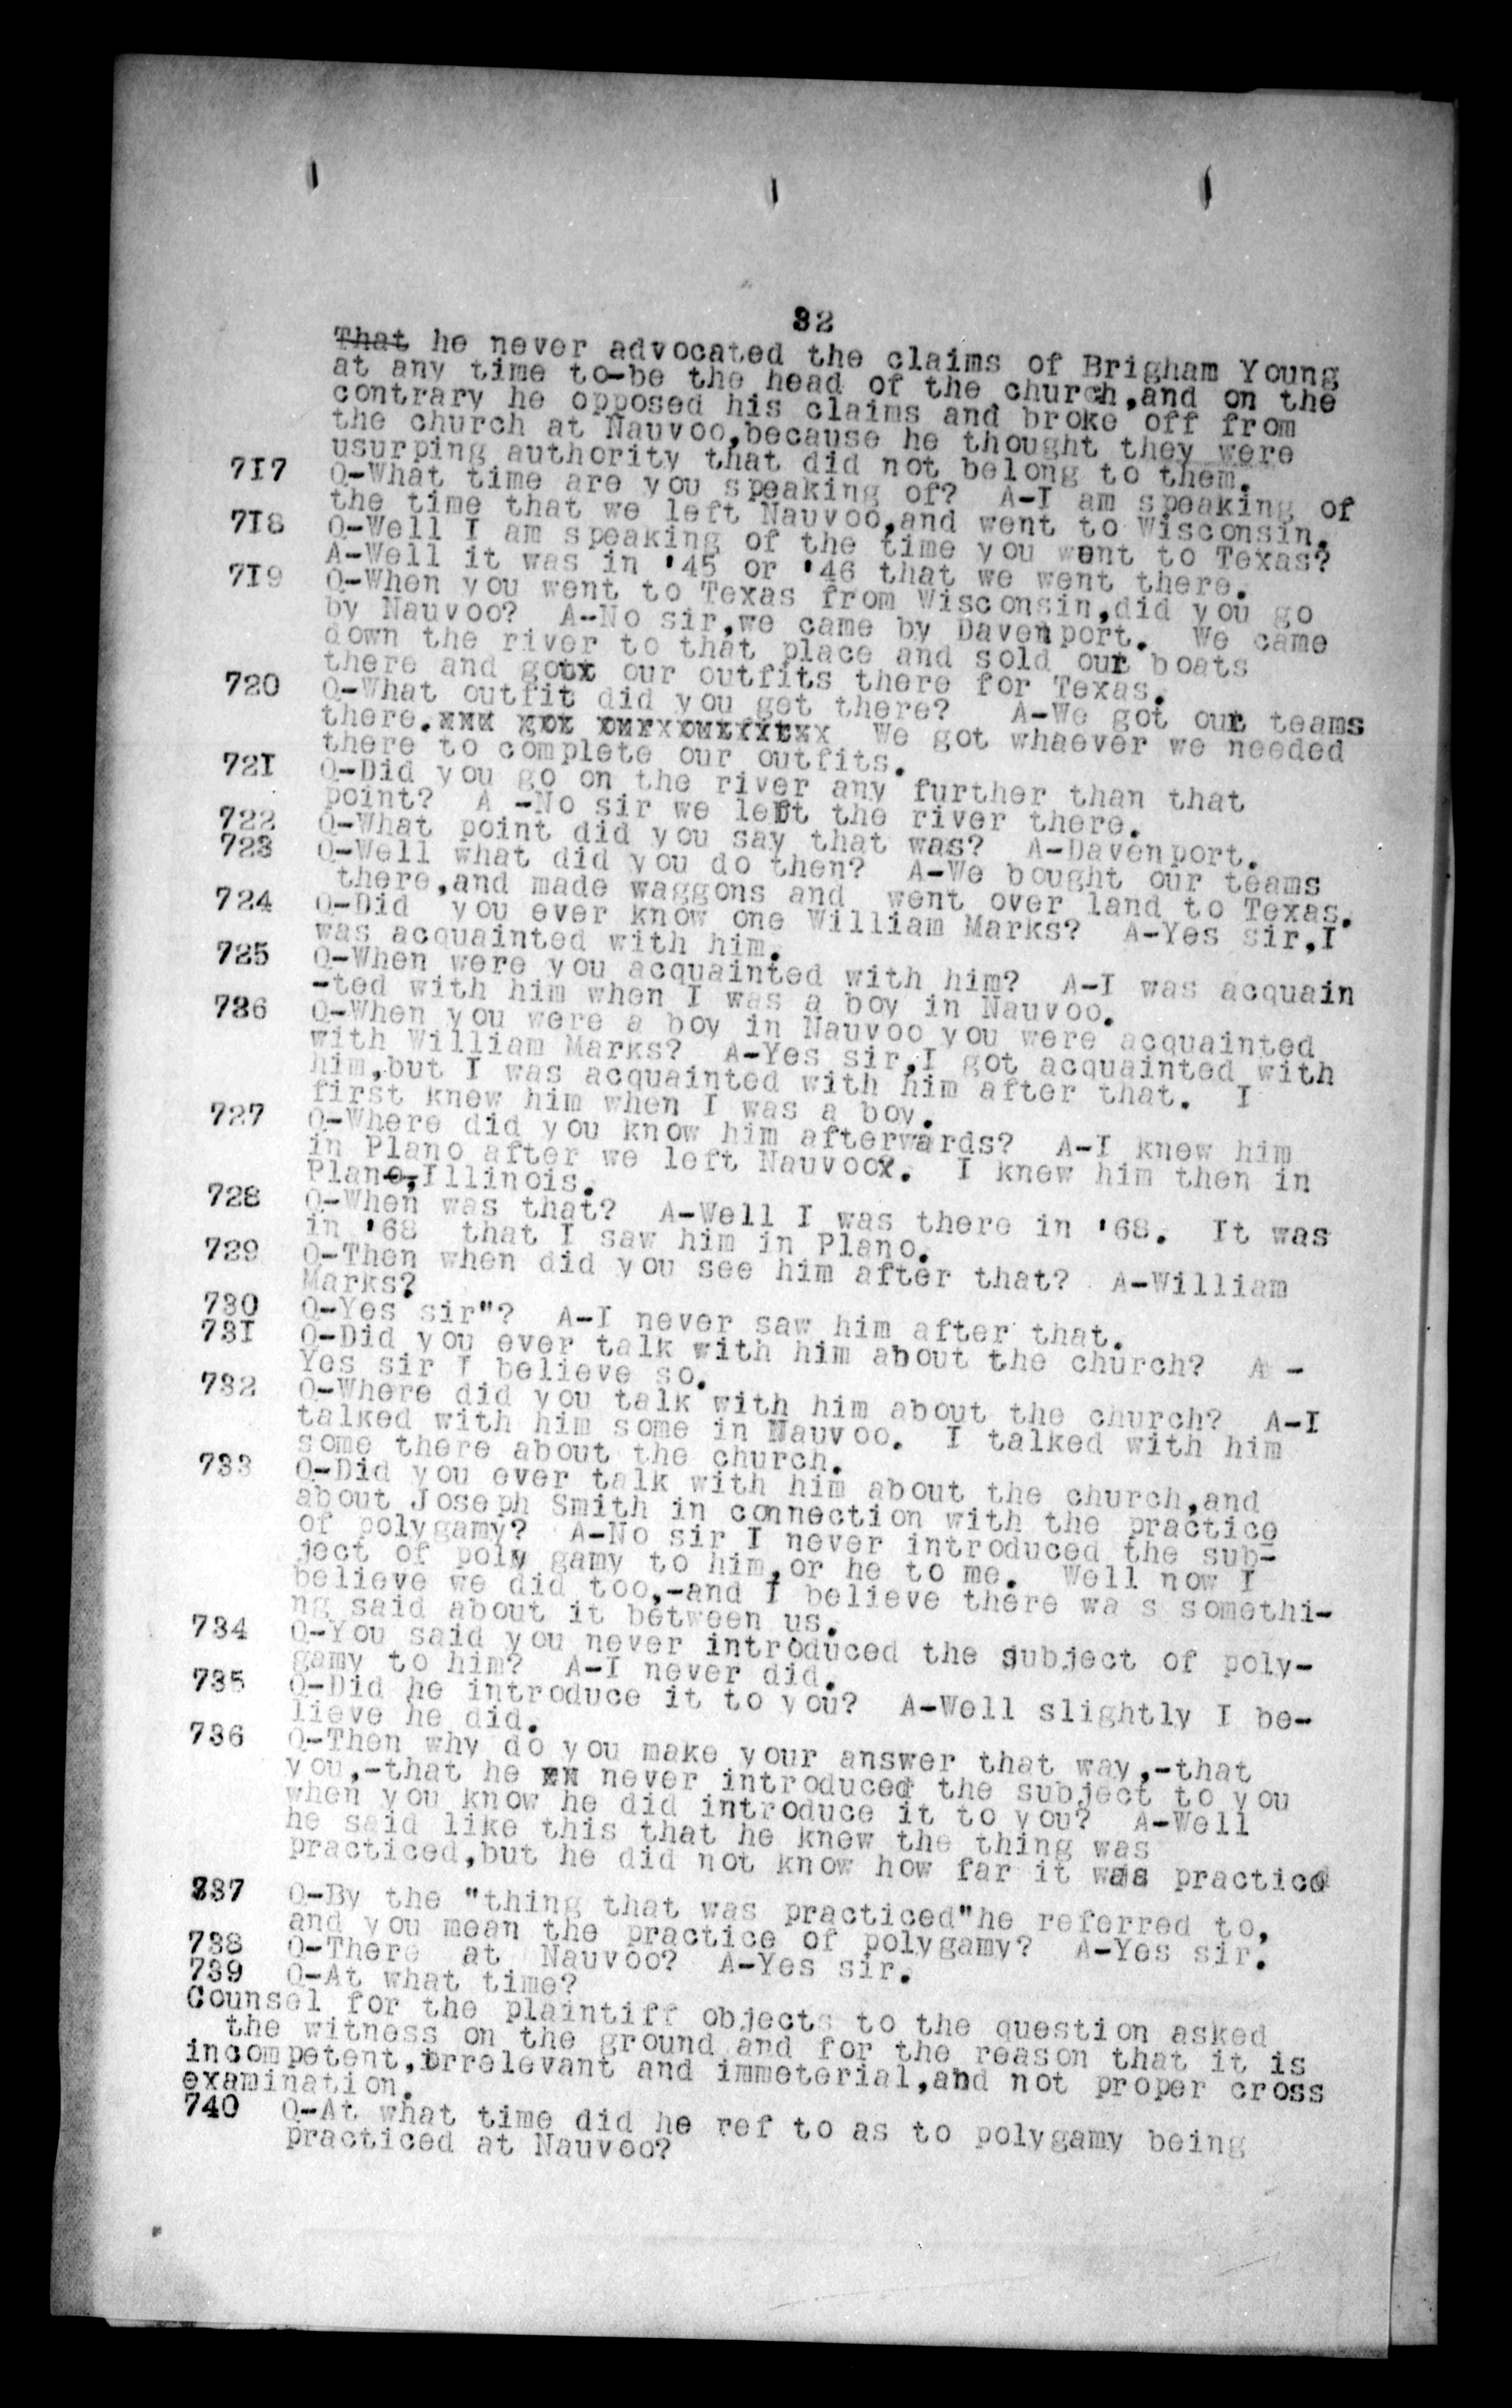 32
That he never advocated the claims of Brigham Young
at any time to-be the head of the church,and on the
contrary he opposed his claims and broke off from
the church at Nauvoo,because he thought they were
usurping authority that did not belong to them.
717 Q-What time are you speaking of? A-I am speaking of
the time that we left Nauvoo,and went to Wisconsin.
718 Q-Well I am speaking of the time you went to Texas?
A-Well it was in '45 or '46 that we went there.
719 Q-When you went to Texas from Wisconsin,did you go
by Nauvoo? A--No sir,we came by Davenport. We came
down the river to that place and sold our boats
there and got our outfits there for Texas.
720 Q-What outfit did you get there? A-We got our teams
there. We got whaever we needed
there to complete our outfits.
721 Q-Did you go on the river any further than that
point? A -No sir we left the river there.
722 Q-What point did you say that was? A-Davenport.
723 Q-Well what did you do then? A-We bought our teams
there,and made waggons and went over land to Texas.
724 Q-Did you ever know one William Marks? A-Yes sir,I
was acquainted with him.
725 Q-When were you acquainted with him? A-I was acquain
-ted with him when I was a boy in Nauvoo.
726 Q-When you were a boy in Nauvoo you were acquainted
with William Marks? A-Yes sir,I got acquainted with
him,but I was acquainted with him after that. I
first knew him when I was a boy.
727 Q-Where did you know him afterwards? A-I knew him
in Plano after we left Nauvoo. I knew him then in
Plano,Illinois.
728 Q-When was that? A-Well I was there in '68. It was
in '68 that I saw him in Plano.
729 Q-Then when did you see him after that? A-William
Marks?
730 Q-Yes sir"? A-I never saw him after that.
731 Q-Did you ever talk with him about the church? A -
Yes sir I believe so.
732 Q-Where did you talk with him about the church? A-I
talked with him some in Nauvoo. I talked with him
some there about the church.
733 Q-Did you ever talk with him about the church,and
about Joseph Smith in connection with the practice
of polygamy? A-No sir I never introduced the sub-
ject of poly gamy to him,or he to me. Well now I
believe we did too,-and I believe there wa s somethi-
ng said about it between us.
734 Q-You said you never introduced the subject of poly-
gamy to him? A-I never did.
735 Q-Did he introduce it to you? A-Well slightly I be-
lieve he did.
736 Q-Then why do you make your answer that way,-that
you,-that he never introduced the subject to you
when you know he did introduce it to you? A-Well
he said like this that he knew the thing was
practiced,but he did not know how far it was practiced
737 Q-By the "thing that was practiced"he referred to,
and you mean the practice of polygamy? A-Yes sir.
738 Q-There at Nauvoo? A-Yes sir.
739 Q-At what time?
Counsel for the plaintiff objects to the question asked
the witness on the ground and for the reason that it is
incompetent,irrelevant and immeterial,and not proper cross
examination.
740 Q-At what time did he ref to as to polygamy being
practiced at Nauvoo?